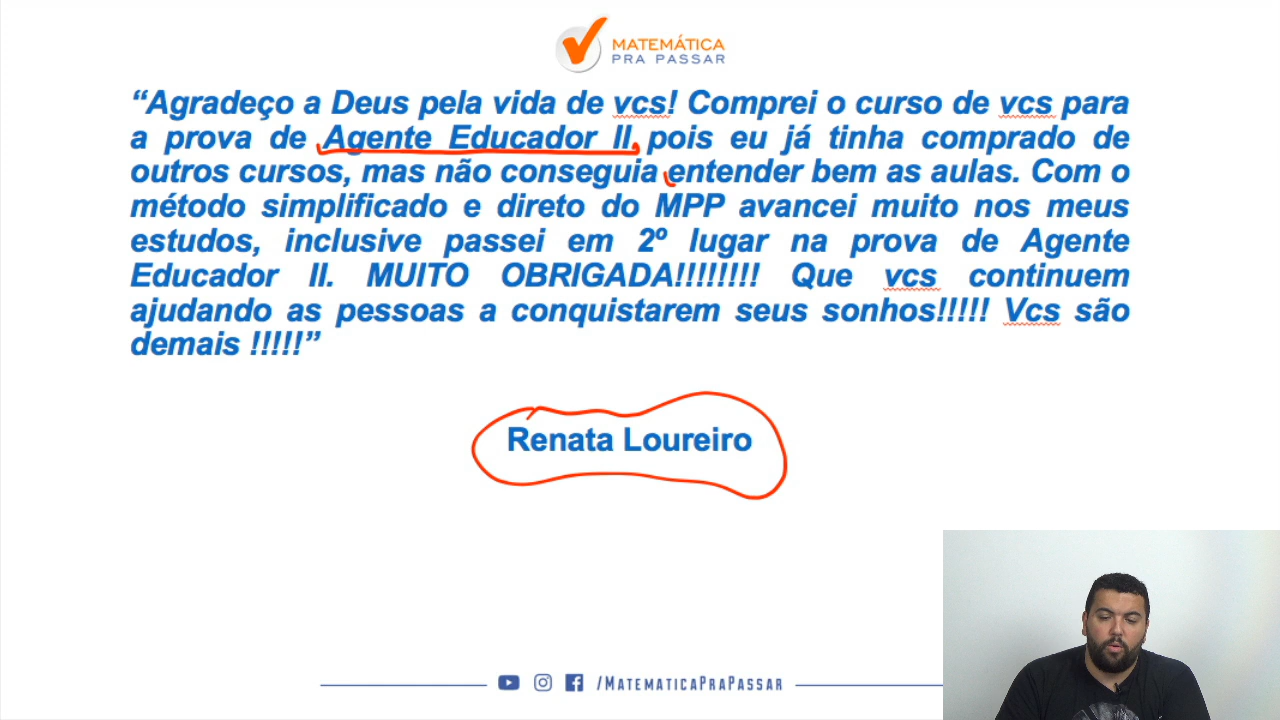 MATEMÁTICA
PRA PASSAR
“Agradeço a Deus pela vida de vcs! Comprei o curso de vcs para
a prova de Agente Educador II, pois eu já tinha comprado de
outros cursos, mas não conseguia entender bem as aulas. Com o
método simplificado e direto do MPP avancei muito nos meus
estudos, inclusive passei em 2º lugar na prova de Agente
Educador II. MUITO OBRIGADA!!!!!!!! Que vcs continuem
ajudando as pessoas a conquistarem seus sonhos!!!!! Vcs são
demais !!!!!”
Renata Loureiro
/MATEMATICAPRAPASSAR